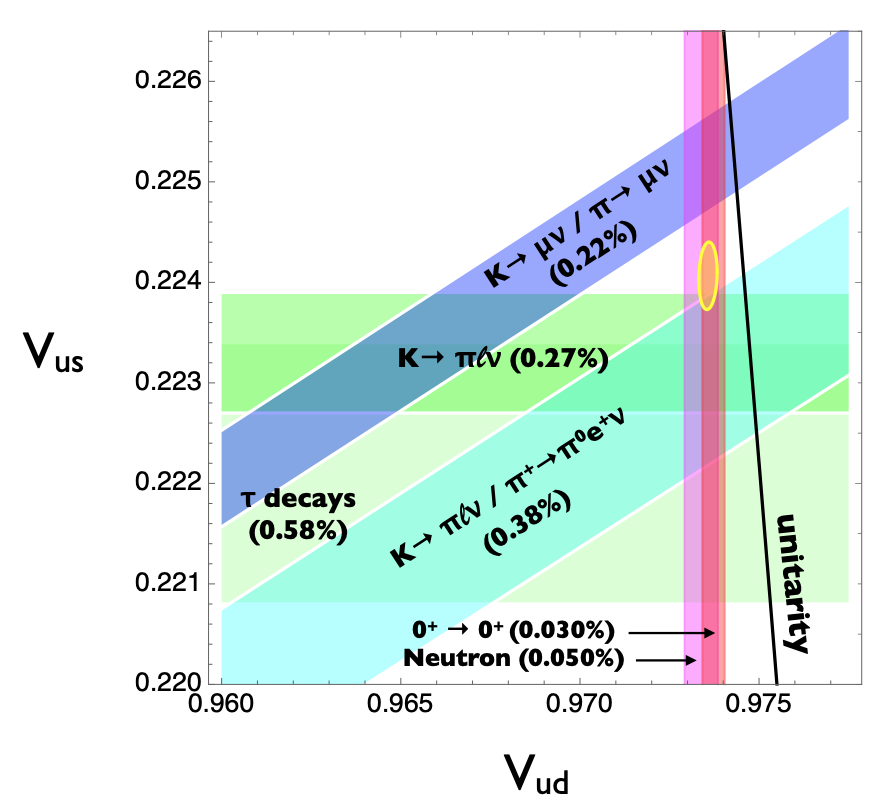 0.226
0.225
0.224
0.223
0.222
0.221
0.220
0.960
0.965
0.970
0.975
Vus
Vud
K→ μν / π→ μν
(0.22%)
K→ πℓν (0.27%)
K→ πℓν / π⁺→π⁰e⁺ν
(0.38%)
τ decays
(0.58%)
0⁺ → 0⁺ (0.030%)
Neutron (0.050%)
unitarity